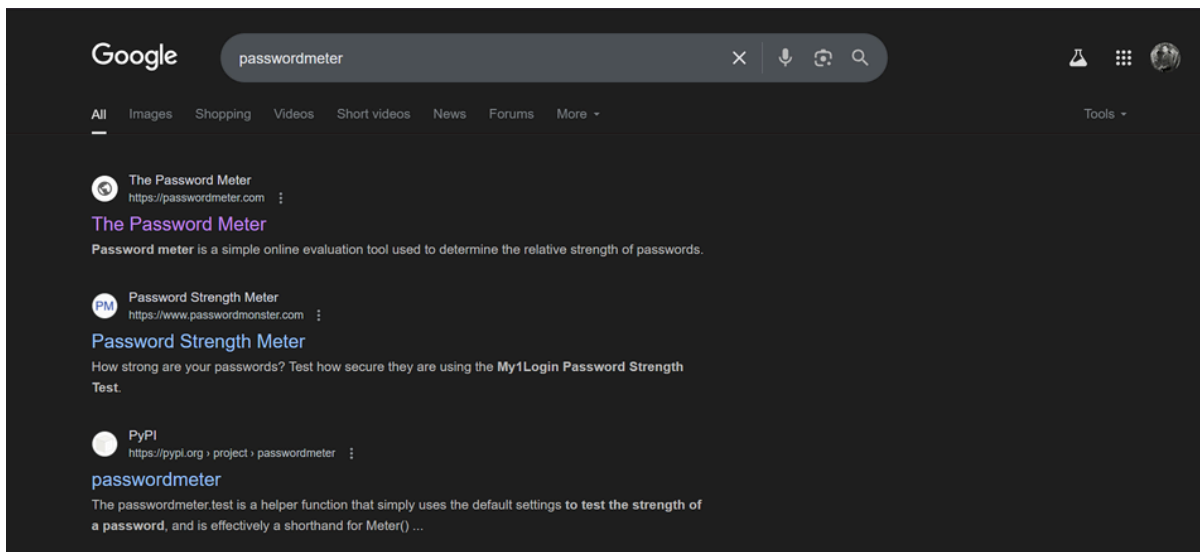 Google
passwordmeter
All Images Shopping Videos Short videos News Forums More Tools
The Password Meter
https://passwordmeter.com
The Password Meter
Password meter is a simple online evaluation tool used to determine the relative strength of passwords.
PM
Password Strength Meter
https://www.passwordmonster.com
Password Strength Meter
How strong are your passwords? Test how secure they are using the My1Login Password Strength
Test.
PyPI
https://pypi.org › project › passwordmeter
passwordmeter
The passwordmeter.test is a helper function that simply uses the default settings to test the strength of
a password, and is effectively a shorthand for Meter() ...